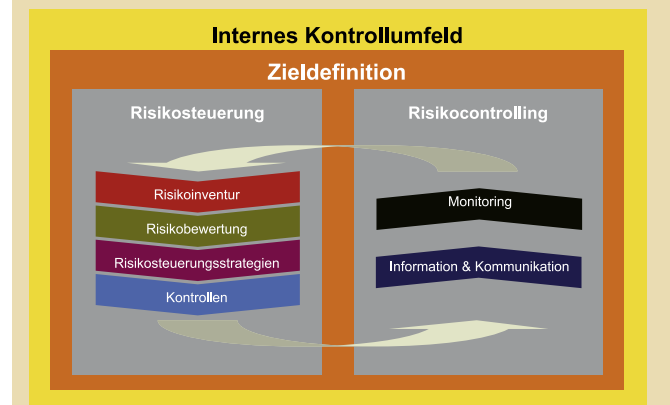 Internes Kontrollumfeld
Zieldefinition
Risikosteuerung
Risikoinventur
Risikobewertung
Risikosteuerungsstrategien
Kontrollen
Risikocontrolling
Monitoring
Information & Kommunikation